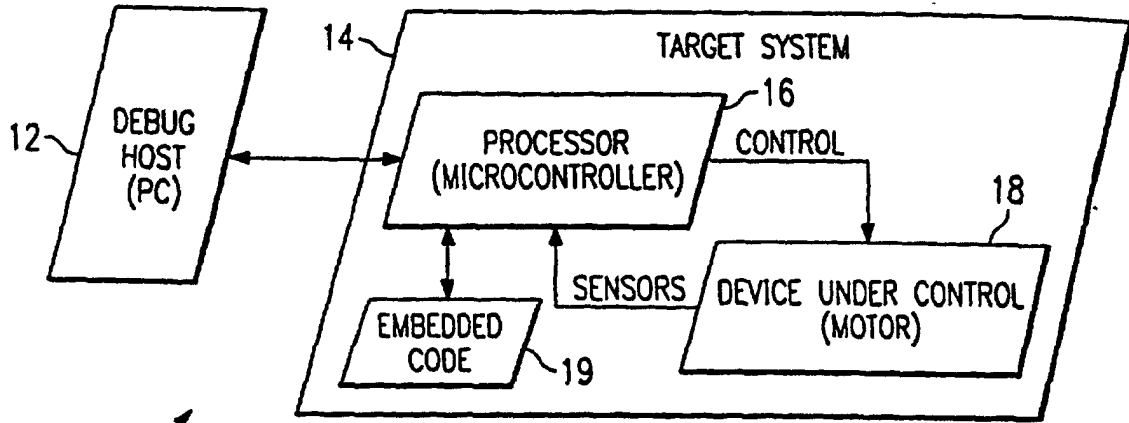 14
TARGET SYSTEM
16
12
DEBUG
HOST
(PC)
PROCESSOR
(MICROCONTROLLER)
CONTROL
18
SENSORS
DEVICE UNDER CONTROL
(MOTOR)
EMBEDDED
CODE
19